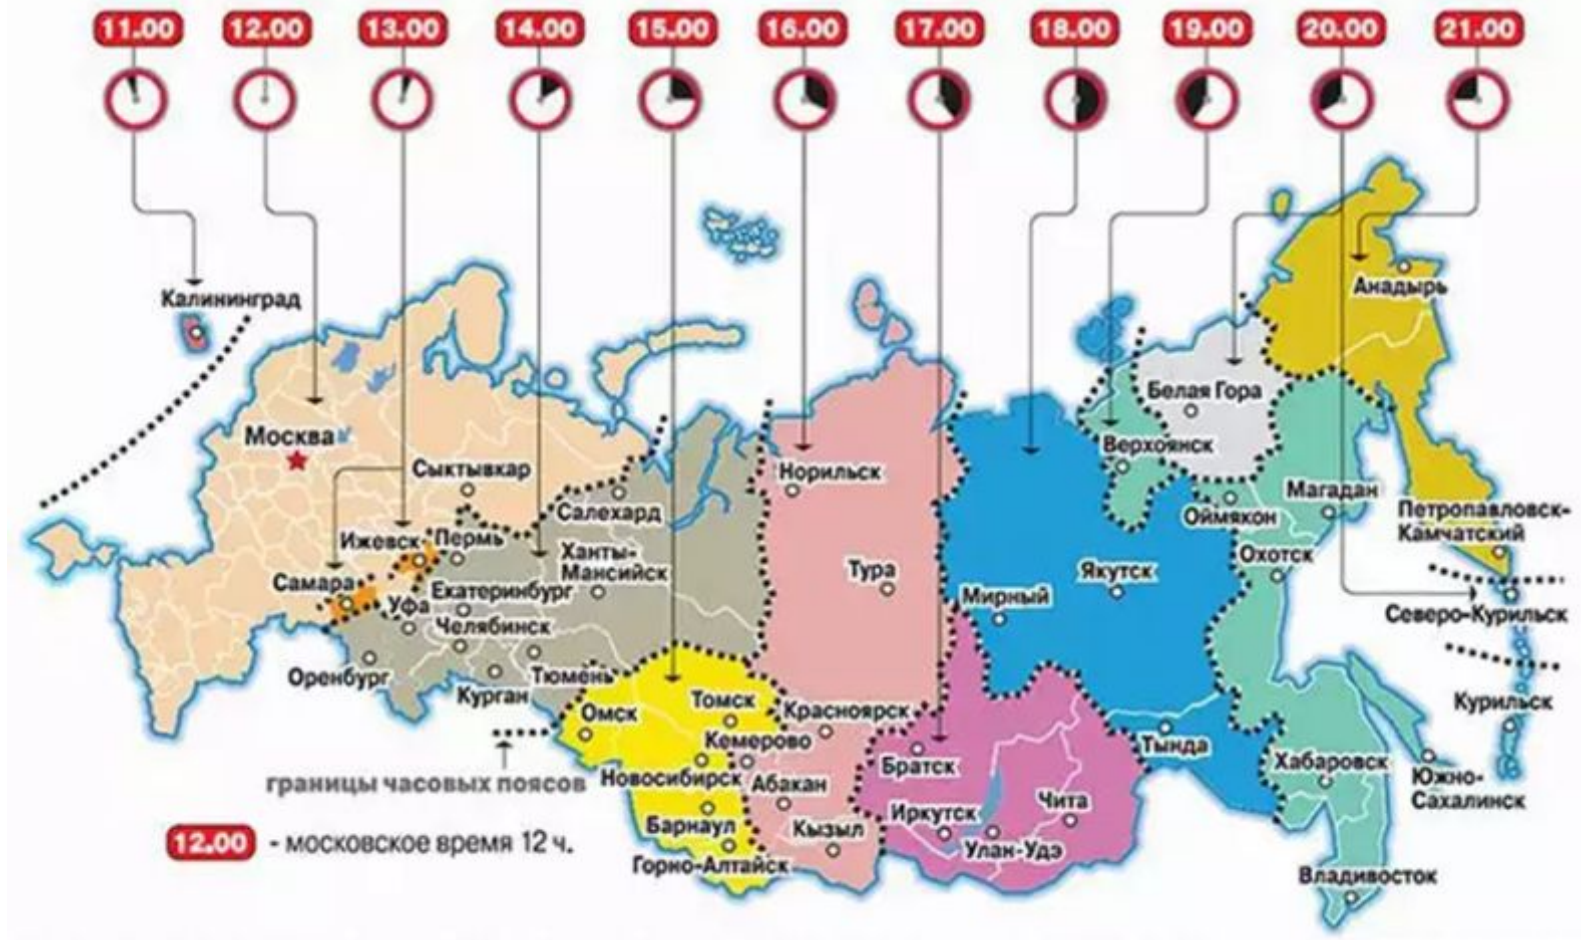 11.00 12.00 13.00 14.00 15.00 16.00 17.00 18.00 19.00 20.00 21.00
Калининград
Анадырь
Белая Гора
Москва
Верхоянск
Сыктывкар
Норильск
Салехард
Магадан
Оймякон
Петропавловск-
Камчатский
Ижевск
Пермь
Ханты-
Мансийск
Охотск
Тура
Якутск
Самара
Екатеринбург
Уфа
Мирный
Северо-Курильск
Челябинск
Оренбург
Тюмень
Курган
Омск
Томск
Красноярск
Курильск
Кемерово
Тында
Братск
Хабаровск
Новосибирск
Абакан
Южно-
Сахалинск
границы часовых поясов
Чита
Иркутск
Барнаул
Кызыл
Улан-Удэ
12.00 - московское время 12 ч.
Горно-Алтайск
Владивосток